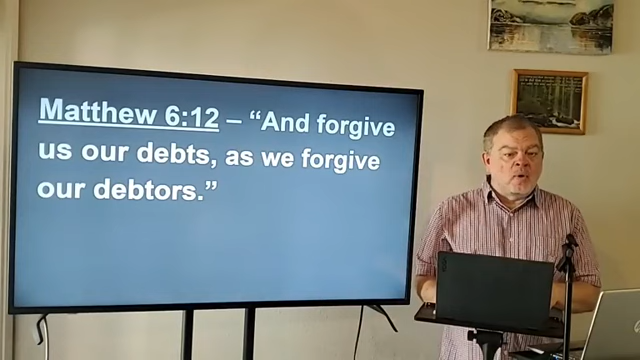 Matthew 6:12 – “And forgive
us our debts, as we forgive
our debtors.”